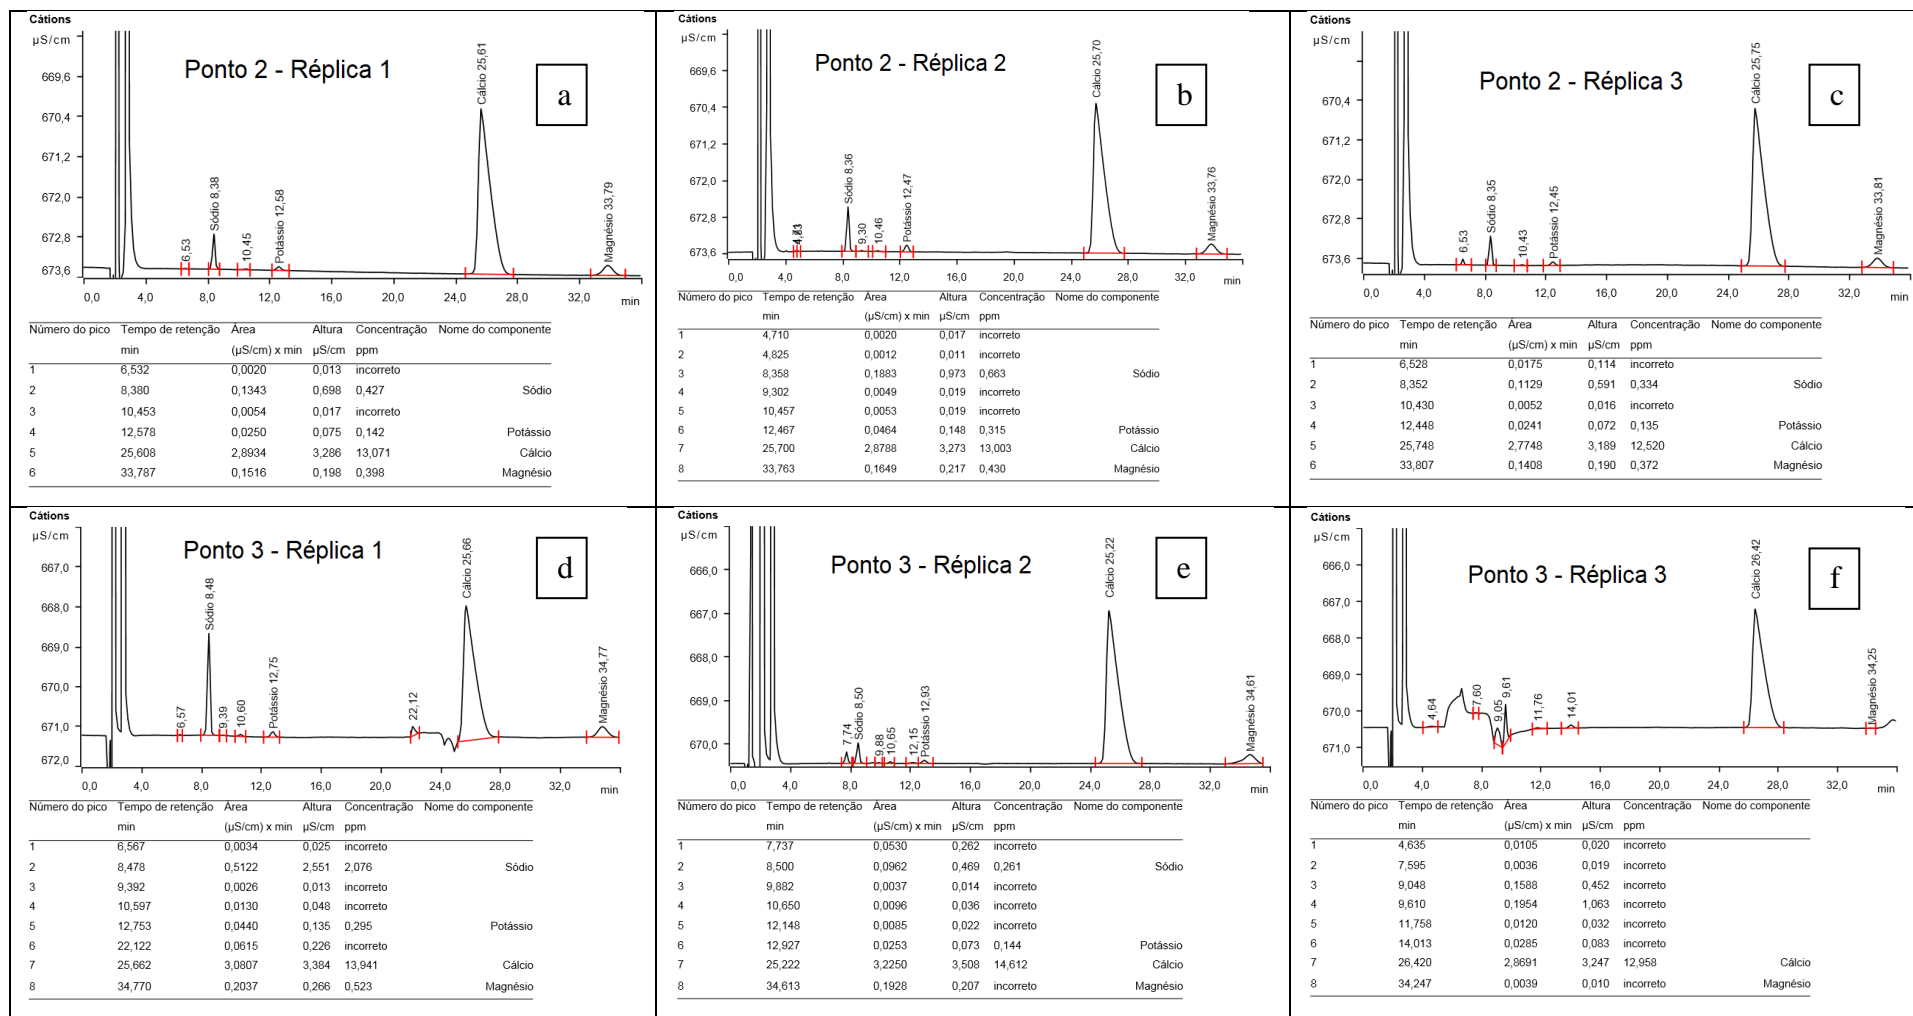 Cátions
µS/cm
Ponto 2 - Réplica 1
a
669,6
670,4
671,2
672,0
672,8
673,6
6,53
Sódio 8,38
10,45
Potássio 12,58
Cálcio 25,61
Magnésio 33,79
0,0 4,0 8,0 12,0 16,0 20,0 24,0 28,0 32,0 min
Número do pico Tempo de retenção Área Altura Concentração Nome do componente
min (µS/cm) x min µS/cm ppm
1 6,532 0,0020 0,013 incorreto
2 8,380 0,1343 0,698 0,427 Sódio
3 10,453 0,0054 0,017 incorreto
4 12,578 0,0250 0,075 0,142 Potássio
5 25,608 2,8934 3,286 13,071 Cálcio
6 33,787 0,1516 0,198 0,398 Magnésio
Cátions
µS/cm
Ponto 2 - Réplica 2
b
669,6
670,4
671,2
672,0
672,8
673,6
4,83
Sódio 8,36
9,30
10,46
Potássio 12,47
Cálcio 25,70
Magnésio 33,76
0,0 4,0 8,0 12,0 16,0 20,0 24,0 28,0 32,0 min
Número do pico Tempo de retenção Área Altura Concentração Nome do componente
min (µS/cm) x min µS/cm ppm
1 4,710 0,0020 0,017 incorreto
2 4,825 0,0012 0,011 incorreto
3 8,358 0,1883 0,973 0,663 Sódio
4 9,302 0,0049 0,019 incorreto
5 10,457 0,0053 0,019 incorreto
6 12,467 0,0464 0,148 0,315 Potássio
7 25,700 2,8788 3,273 13,003 Cálcio
8 33,763 0,1649 0,217 0,430 Magnésio
Cátions
µS/cm
Ponto 2 - Réplica 3
c
670,4
671,2
672,0
672,8
673,6
6,53
Sódio 8,35
10,43
Potássio 12,45
Cálcio 25,75
Magnésio 33,81
0,0 4,0 8,0 12,0 16,0 20,0 24,0 28,0 32,0 min
Número do pico Tempo de retenção Área Altura Concentração Nome do componente
min (µS/cm) x min µS/cm ppm
1 6,528 0,0175 0,114 incorreto
2 8,352 0,1129 0,591 0,334 Sódio
3 10,430 0,0052 0,016 incorreto
4 12,448 0,0241 0,072 0,135 Potássio
5 25,748 2,7748 3,189 12,520 Cálcio
6 33,807 0,1408 0,190 0,372 Magnésio
Cátions
µS/cm
Ponto 3 - Réplica 1
d
667,0
668,0
669,0
670,0
671,0
672,0
6,57
Sódio 8,48
9,39
10,60
Potássio 12,75
22,12
Cálcio 25,66
Magnésio 34,77
0,0 4,0 8,0 12,0 16,0 20,0 24,0 28,0 32,0 min
Número do pico Tempo de retenção Área Altura Concentração Nome do componente
min (µS/cm) x min µS/cm ppm
1 6,567 0,0034 0,025 incorreto
2 8,478 0,5122 2,551 2,076 Sódio
3 9,392 0,0026 0,013 incorreto
4 10,597 0,0130 0,048 incorreto
5 12,753 0,0440 0,135 0,295 Potássio
6 22,122 0,0615 0,226 incorreto
7 25,662 3,0807 3,384 13,941 Cálcio
8 34,770 0,2037 0,266 0,523 Magnésio
Cátions
µS/cm
Ponto 3 - Réplica 2
e
666,0
667,0
668,0
669,0
670,0
7,74
Sódio 8,50
9,88
10,65
12,15
Potássio 12,93
Cálcio 25,22
Magnésio 34,61
0,0 4,0 8,0 12,0 16,0 20,0 24,0 28,0 32,0 min
Número do pico Tempo de retenção Área Altura Concentração Nome do componente
min (µS/cm) x min µS/cm ppm
1 7,737 0,0530 0,262 incorreto
2 8,500 0,0962 0,469 0,261 Sódio
3 9,882 0,0037 0,014 incorreto
4 10,650 0,0096 0,036 incorreto
5 12,148 0,0085 0,022 incorreto
6 12,927 0,0253 0,073 0,144 Potássio
7 25,222 3,2250 3,508 14,612 Cálcio
8 34,613 0,1928 0,207 incorreto Magnésio
Cátions
µS/cm
Ponto 3 - Réplica 3
f
666,0
667,0
668,0
669,0
670,0
671,0
4,64
7,60
9,05
9,61
11,76
14,01
Cálcio 26,42
Magnésio 34,25
0,0 4,0 8,0 12,0 16,0 20,0 24,0 28,0 32,0 min
Número do pico Tempo de retenção Área Altura Concentração Nome do componente
min (µS/cm) x min µS/cm ppm
1 4,635 0,0105 0,020 incorreto
2 7,595 0,0036 0,019 incorreto
3 9,048 0,1588 0,452 incorreto
4 9,610 0,1954 1,063 incorreto
5 11,758 0,0120 0,032 incorreto
6 14,013 0,0285 0,083 incorreto
7 26,420 2,8691 3,247 12,958 Cálcio
8 34,247 0,0039 0,010 incorreto Magnésio